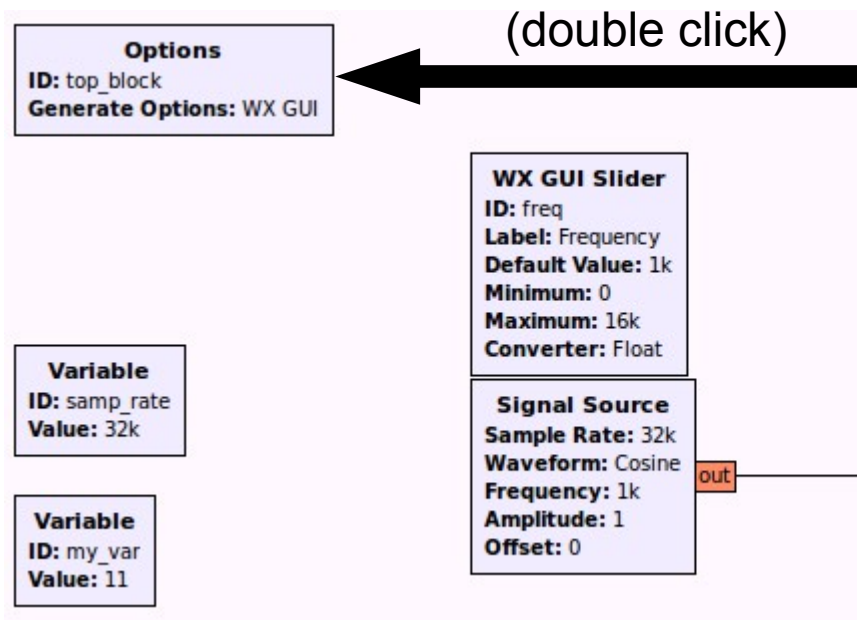 (double click)
Options
ID: top_block
Generate Options: WX GUI
WX GUI Slider
ID: freq
Label: Frequency
Default Value: 1k
Minimum: 0
Maximum: 16k
Converter: Float
Variable
ID: samp_rate
Value: 32k
Signal Source
Sample Rate: 32k
Waveform: Cosine
Frequency: 1k
Amplitude: 1
Offset: 0
out
Variable
ID: my_var
Value: 11